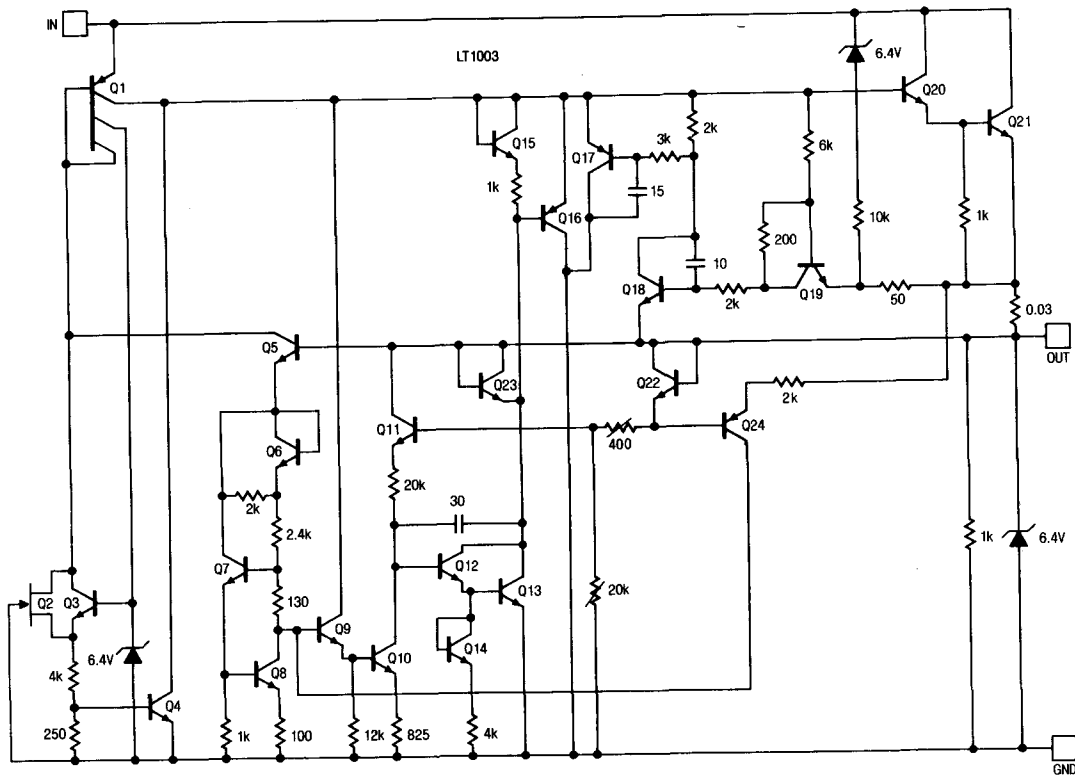 IN
LT1003
6.4V
Q1
Q20
Q21
Q15
Q17
3k
2k
6k
1k
15
Q16
200
10k
1k
10
Q18
2k
Q19
50
0.03
OUT
Q5
Q23
Q22
2k
Q11
400
Q24
Q6
20k
2k
2.4k
30
Q7
Q12
1k
6.4V
Q2
Q3
130
Q13
20k
6.4V
Q9
Q14
4k
Q8
Q10
Q4
250
1k
100
12k
825
4k
GND